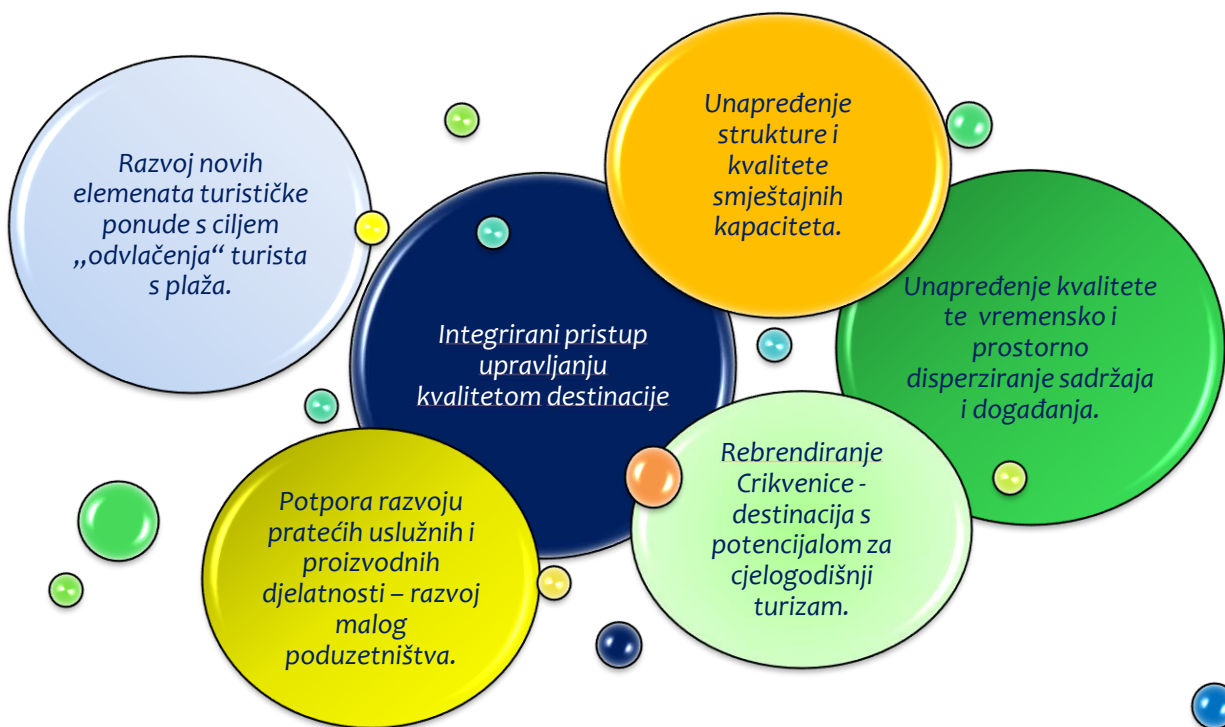 Razvoj novih
elemenata turističke
ponude s ciljem
„odvlačenja“ turista
s plaža.
Integrirani pristup
upravljanju
kvalitetom destinacije
Unapređenje
strukture i
kvalitete
smještajnih
kapaciteta.
Unapređenje kvalitete
te  vremensko i
prostorno
disperziranje sadržaja
i događanja.
Potpora razvoju
pratećih uslužnih i
proizvodnih
djelatnosti – razvoj
malog
poduzetništva.
Rebrendiranje
Crikvenice -
destinacija s
potencijalom za
cjelogodišnji
turizam.